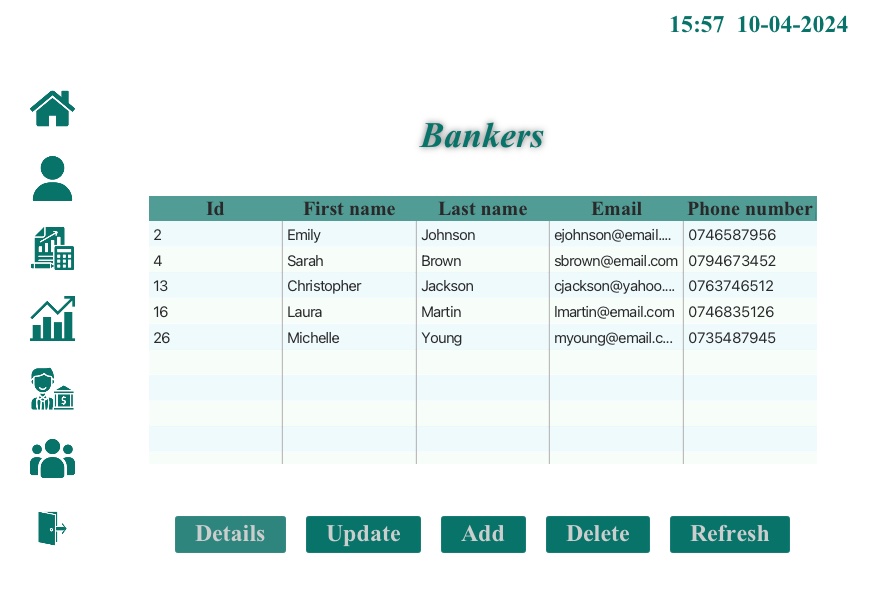 15:57 10-04-2024
Bankers
Id First name Last name Email Phone number
2 Emily Johnson ejohnson@email.... 0746587956
4 Sarah Brown sbrown@email.com 0794673452
13 Christopher Jackson cjackson@yahoo.... 0763746512
16 Laura Martin lmartin@email.com 0746835126
26 Michelle Young myoung@email.c... 0735487945
$
Details Update Add Delete Refresh